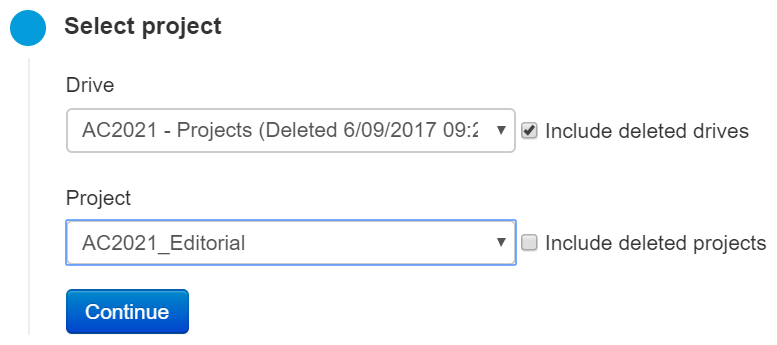 Select project
Drive
AC2021 - Projects (Deleted 6/09/2017 09:2
Include deleted drives
Project
AC2021_Editorial
Include deleted projects
Continue